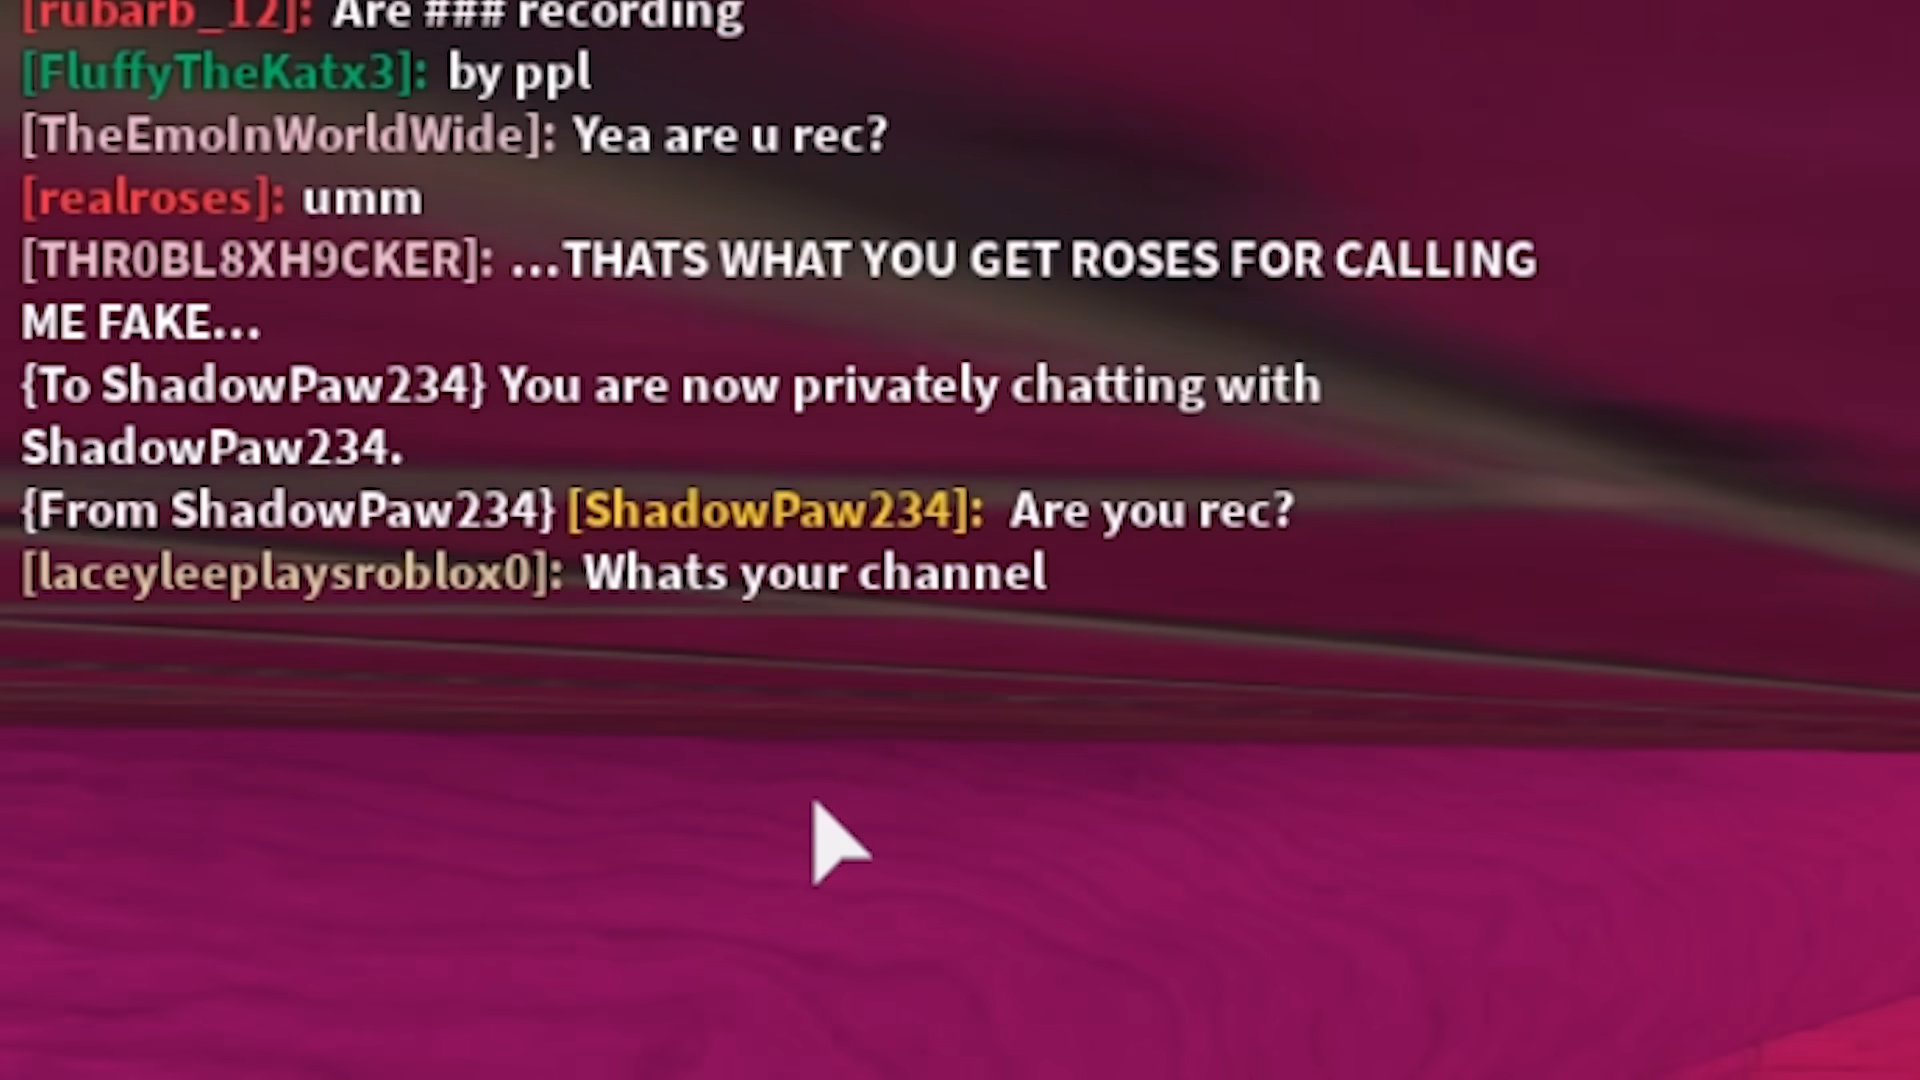 [rubarb_12]: Are ### recording
[FluffyTheKatx3]: by ppl
[TheEmoInWorldWide]: Yea are u rec?
[realroses]: umm
[THR0BL8XH9CKER]: ...THATS WHAT YOU GET ROSES FOR CALLING
ME FAKE...
{To ShadowPaw234} You are now privately chatting with
ShadowPaw234.
{From ShadowPaw234} [ShadowPaw234]: Are you rec?
[laceyleeplaysroblox0]: Whats your channel